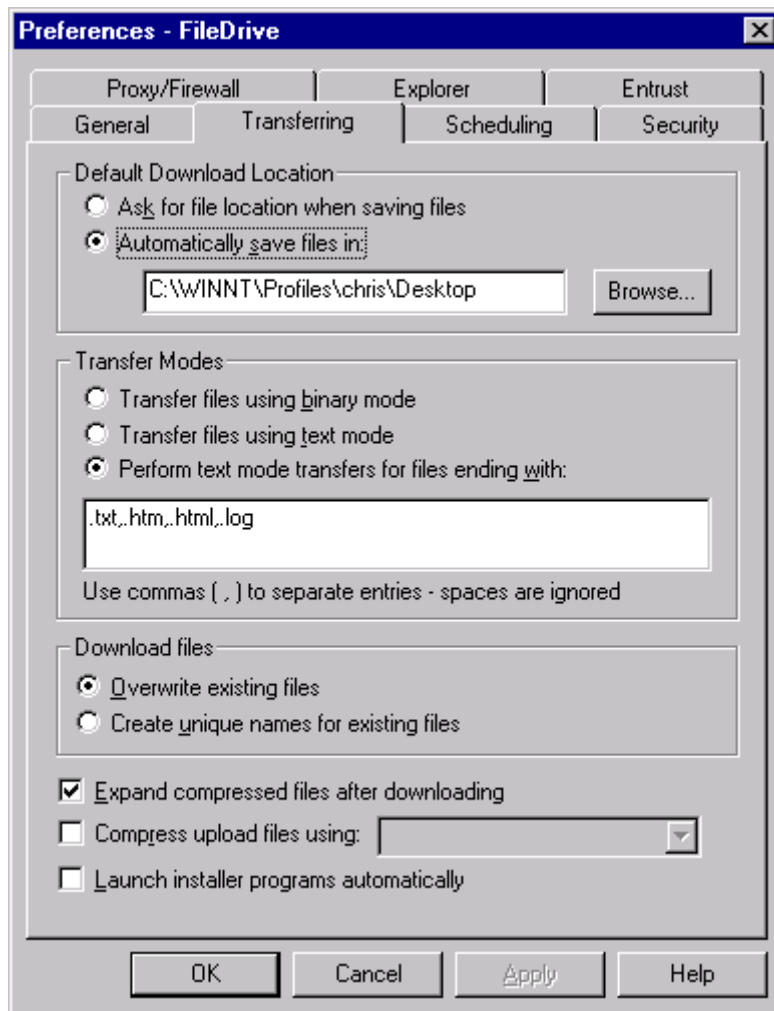 Preferences - FileDrive
Proxy/Firewall Explorer Entrust
General Transferring Scheduling Security
Default Download Location
Ask for file location when saving files
Automatically save files in:
C:\WINNT\Profiles\chris\Desktop Browse...
Transfer Modes
Transfer files using binary mode
Transfer files using text mode
Perform text mode transfers for files ending with:
.txt,.htm,.html,.log
Use commas ( , ) to separate entries - spaces are ignored
Download files
Overwrite existing files
Create unique names for existing files
Expand compressed files after downloading
Compress upload files using:
Launch installer programs automatically
OK Cancel Apply Help